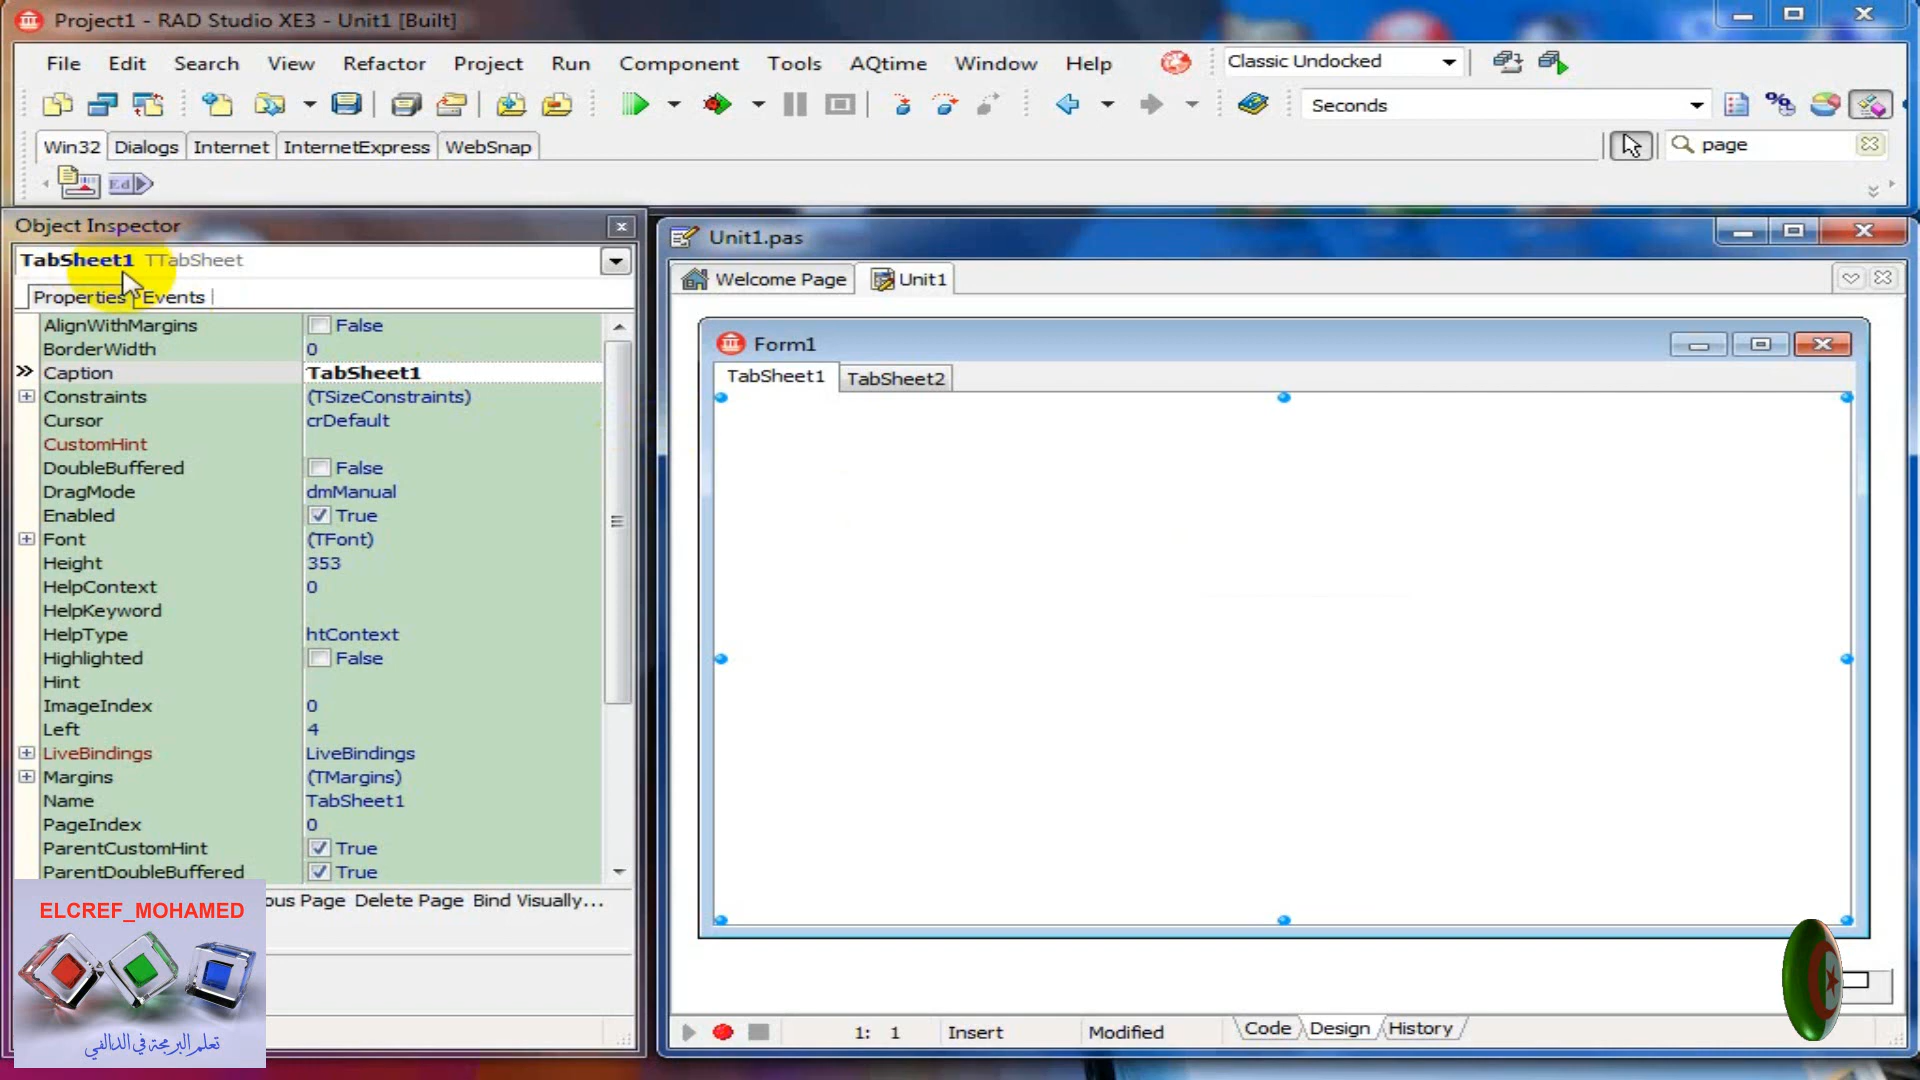 Project1 - RAD Studio XE3 - Unit1 [Built]
File Edit Search View Refactor Project Run Component Tools AQtime Window Help Classic Undocked
Seconds
Win32 Dialogs Internet InternetExpress WebSnap page
Ed
Object Inspector
TabSheet1 TTabSheet
Properties Events
AlignWithMargins False
BorderWidth 0
Caption TabSheet1
Constraints (TSizeConstraints)
Cursor crDefault
CustomHint
DoubleBuffered False
DragMode dmManual
Enabled True
Font (TFont)
Height 353
HelpContext 0
HelpKeyword
HelpType htContext
Highlighted False
Hint
ImageIndex 0
Left 4
LiveBindings LiveBindings
Margins (TMargins)
Name TabSheet1
PageIndex 0
ParentCustomHint True
ParentDoubleBuffered True
ous Page Delete Page Bind Visually...
ELCREF_MOHAMED
تعلم البرمجة في الدالفي
Unit1.pas
Welcome Page Unit1
Form1
TabSheet1 TabSheet2
1: 1 Insert Modified Code Design History